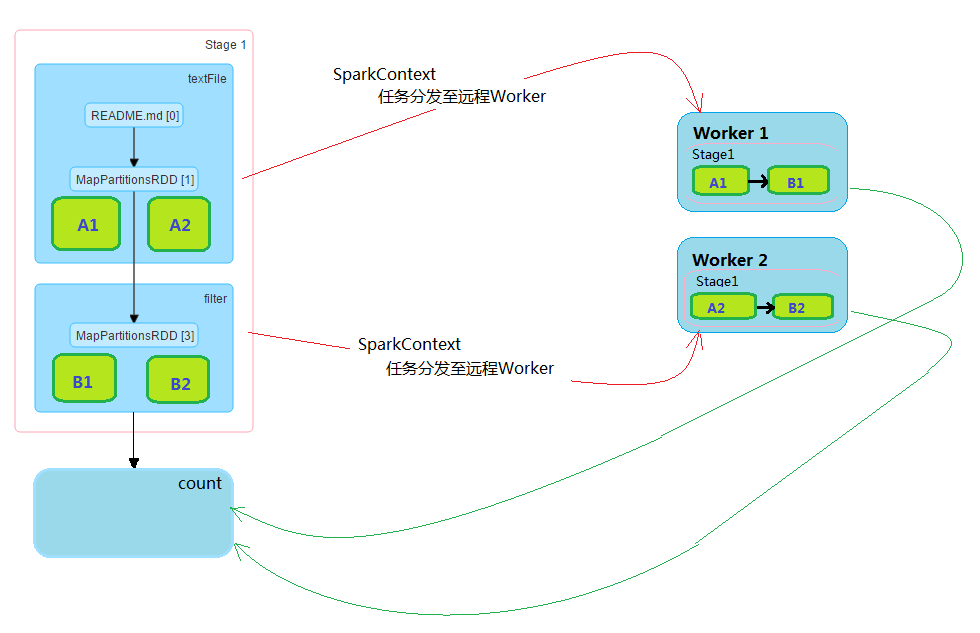 Stage 1
textFile
README.md [0]
MapPartitionsRDD [1]
A1
A2
filter
MapPartitionsRDD [3]
B1
B2
count
SparkContext
任务分发至远程Worker
SparkContext
任务分发至远程Worker
Worker 1
Stage1
A1
B1
Worker 2
Stage1
A2
B2